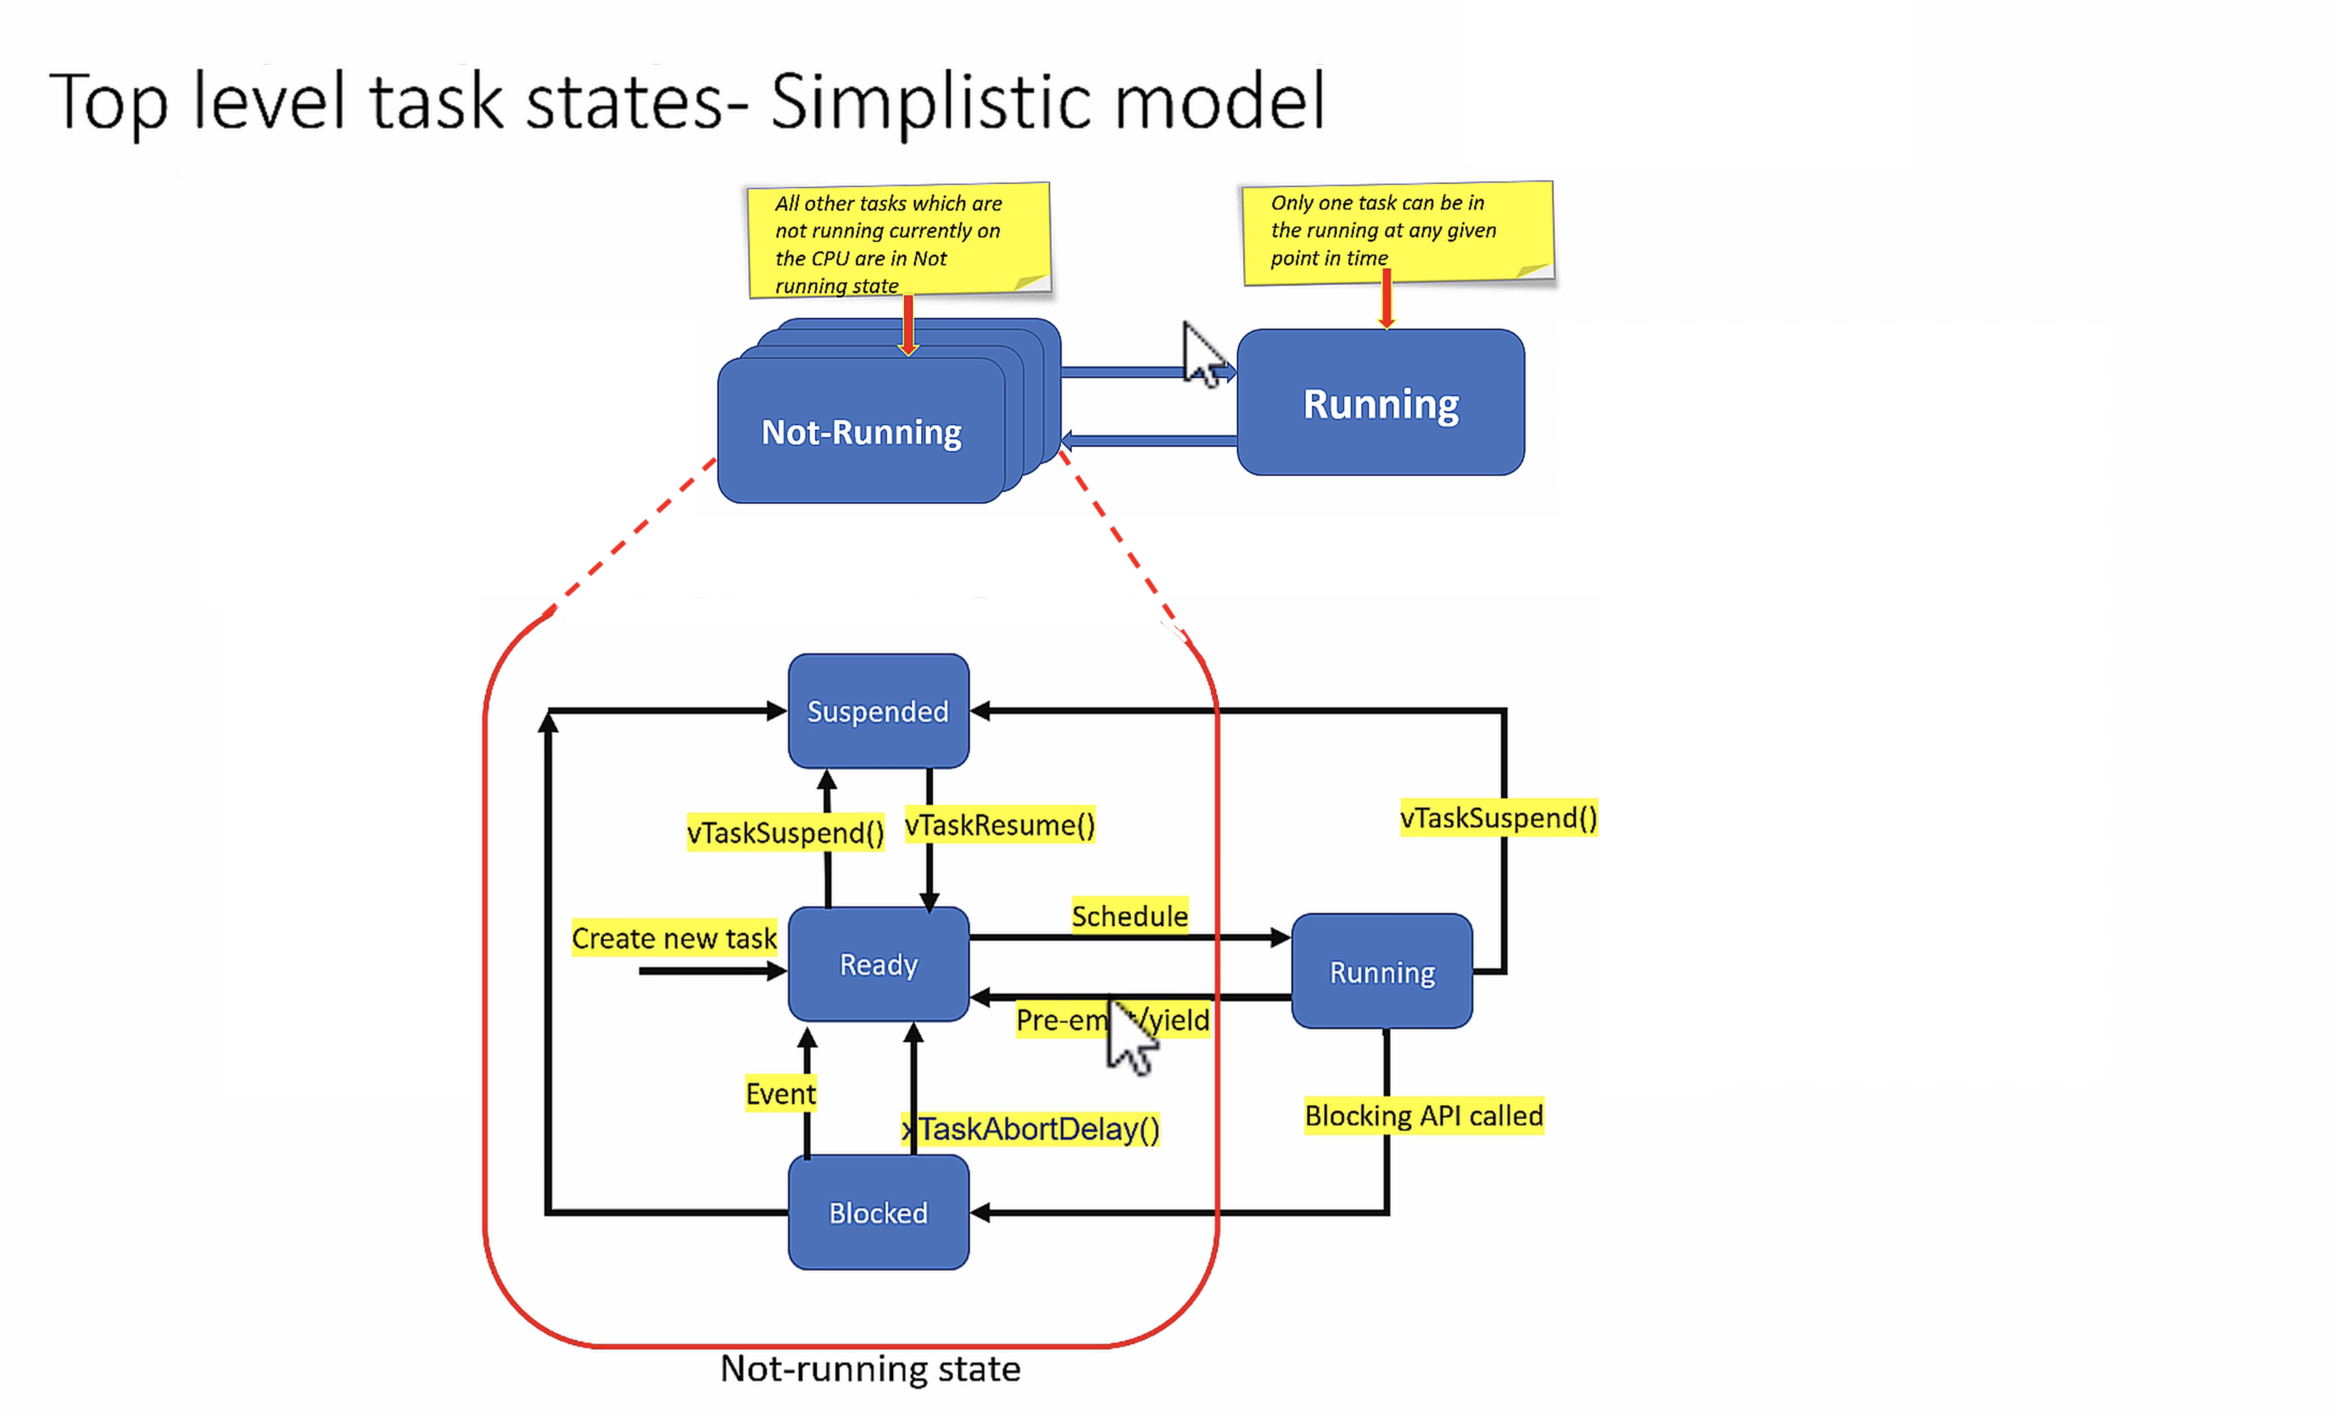 Top level task states- Simplistic model
All other tasks which are
not running currently on
the CPU are in Not
running state
Only one task can be in
the running at any given
point in time
Not-Running
Running
Suspended
vTaskSuspend()
vTaskResume()
vTaskSuspend()
Create new task
Schedule
Ready
Running
/yield
Event
xTaskAbortDelay()
Blocking API called
Blocked
Not-running state